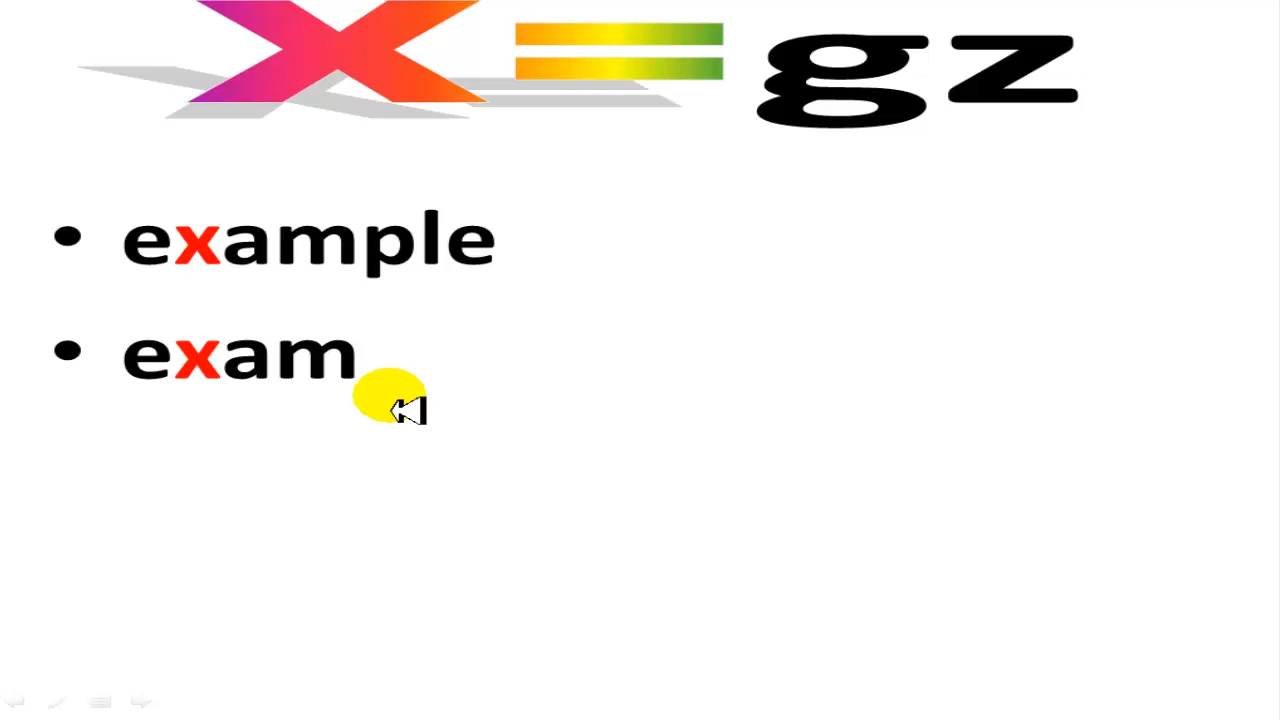 x=gz
• example
• exam